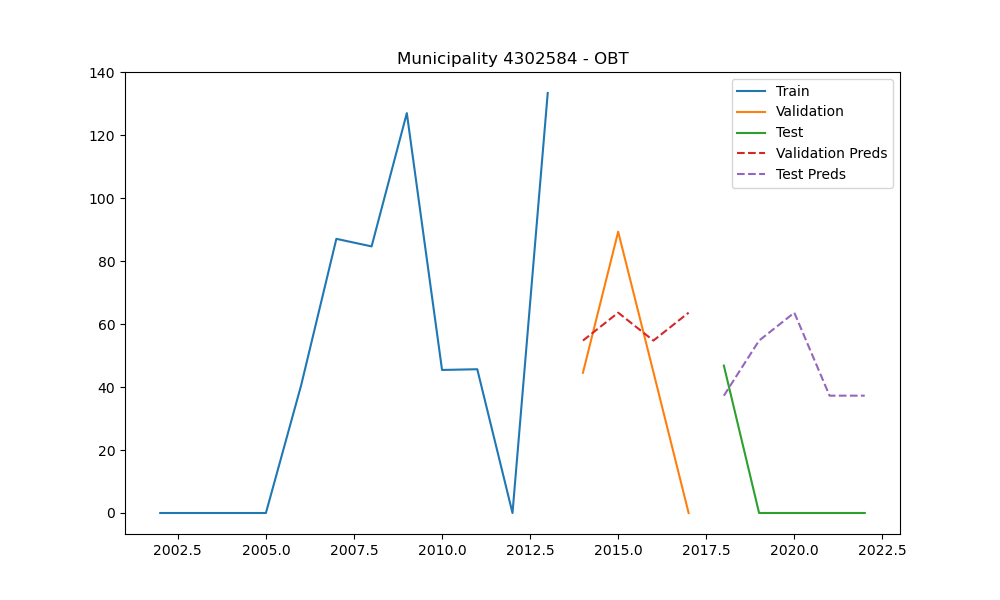 Municipality 4302584 - OBT
140
120
100
80
60
40
20
0
2002.5 2005.0 2007.5 2010.0 2012.5 2015.0 2017.5 2020.0 2022.5
Train
Validation
Test
Validation Preds
Test Preds